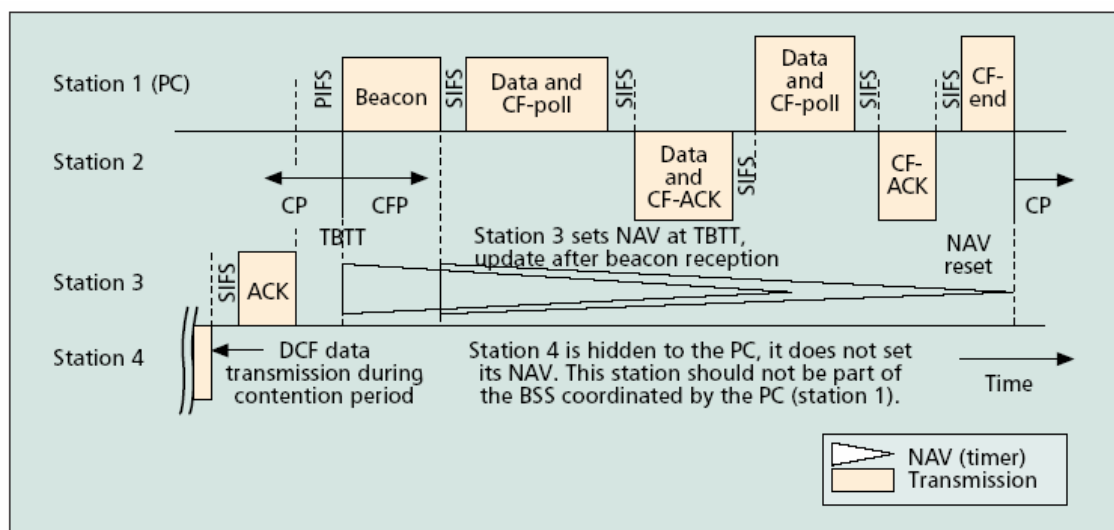 Station 1 (PC)
PIFS
Beacon
SIFS
Data and
CF-poll
SIFS
Data
and
CF-poll
SIFS
SIFS
CF-
end
Station 2
CP
CFP
Data
and
CF-ACK
SIFS
CF-
ACK
CP
TBTT
Station 3 sets NAV at TBTT,
update after beacon reception
NAV
reset
Station 3
SIFS
ACK
Station 4
DCF data
transmission during
contention period
Station 4 is hidden to the PC, it does not set
its NAV. This station should not be part of
the BSS coordinated by the PC (station 1).
Time
NAV (timer)
Transmission